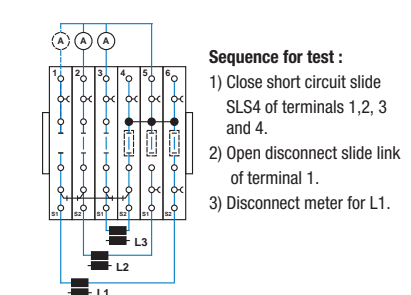 A A A
1 2 3 4 5 6
S1 S2 S1 S2 S1 S2
L3
L2
L1
Sequence for test :
1) Close short circuit slide
SLS4 of terminals 1,2, 3
and 4.
2) Open disconnect slide link
of terminal 1.
3) Disconnect meter for L1.